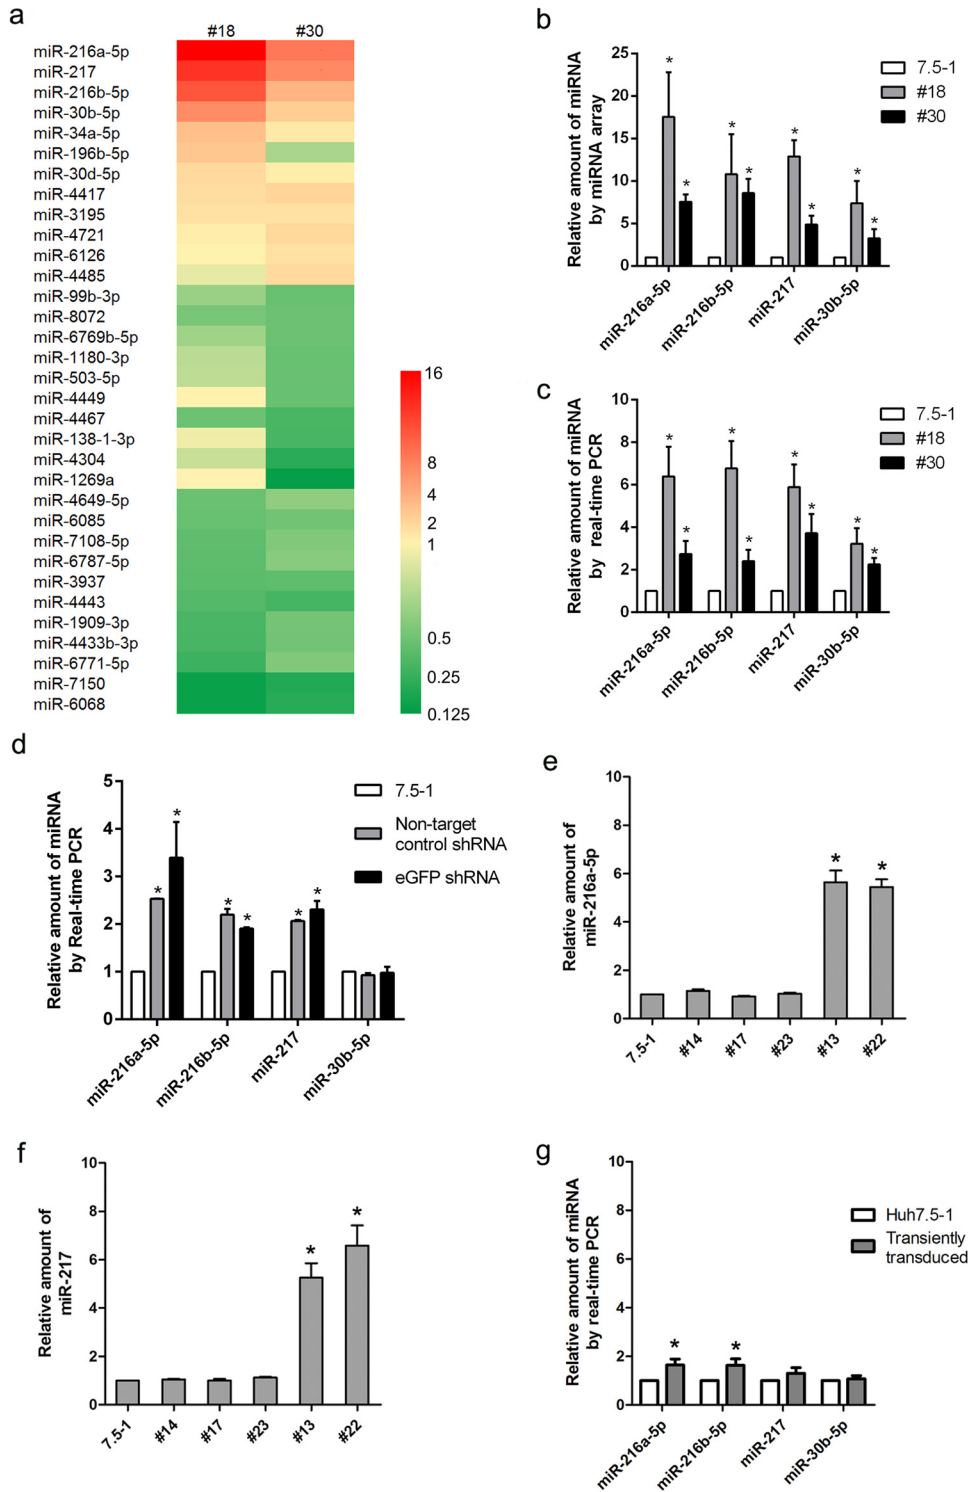 a
#18 #30
miR-216a-5p
miR-217
miR-216b-5p
miR-30b-5p
miR-34a-5p
miR-196b-5p
miR-30d-5p
miR-4417
miR-3195
miR-4721
miR-6126
miR-4485
miR-99b-3p
miR-8072
miR-6769b-5p
miR-1180-3p
miR-503-5p
miR-4449
miR-4467
miR-138-1-3p
miR-4304
miR-1269a
miR-4649-5p
miR-6085
miR-7108-5p
miR-6787-5p
miR-3937
miR-4443
miR-1909-3p
miR-4433b-3p
miR-6771-5p
miR-7150
miR-6068
16
8
4
2
1
0.5
0.25
0.125
b
Relative amount of miRNA
by miRNA array
25
20
15
10
5
0
* * * * * * * *
7.5-1
#18
#30
miR-216a-5p
miR-216b-5p
miR-217
miR-30b-5p
c
Relative amount of miRNA
by real-time PCR
10
8
6
4
2
0
* * * * * * * *
7.5-1
#18
#30
miR-216a-5p
miR-216b-5p
miR-217
miR-30b-5p
d
Relative amount of miRNA
by Real-time PCR
5
4
3
2
1
0
* * * * * *
7.5-1
Non-target
control shRNA
eGFP shRNA
miR-216a-5p
miR-216b-5p
miR-217
miR-30b-5p
e
Relative amount of
miR-216a-5p
10
8
6
4
2
0
* *
7.5-1
#14
#17
#23
#13
#22
f
Relative amount of
miR-217
10
8
6
4
2
0
* *
7.5-1
#14
#17
#23
#13
#22
g
Relative amount of miRNA
by real-time PCR
10
8
6
4
2
0
* *
Huh7.5-1
Transiently
transduced
miR-216a-5p
miR-216b-5p
miR-217
miR-30b-5p